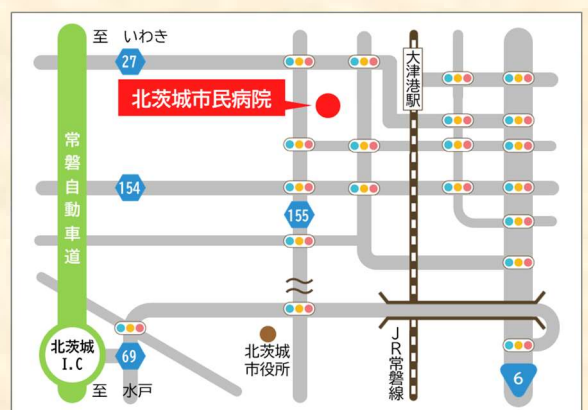 至 いわき
27
北茨城市民病院
大津港駅
常磐自動車道
154
155
北茨城
I.C
69
至 水戸
北茨城
市役所
JR常磐線
6